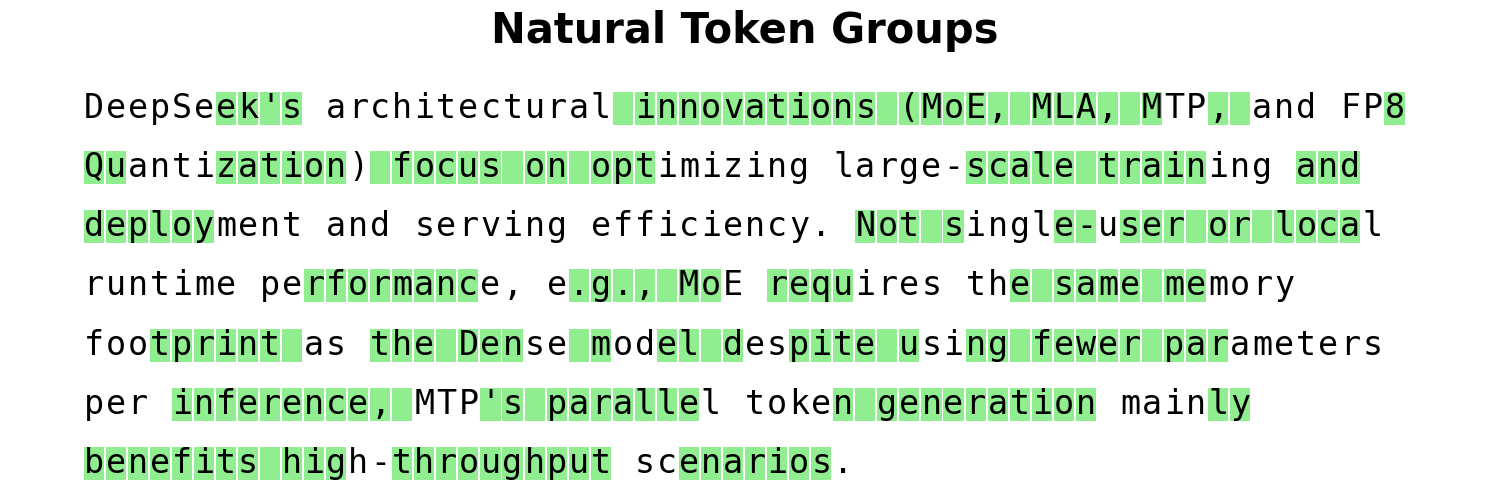 Natural Token Groups
DeepSeek's architectural innovations (MoE, MLA, MTP, and FP8
Quantization) focus on optimizing large-scale training and
deployment and serving efficiency. Not single-user or local
runtime performance, e.g., MoE requires the same memory
footprint as the Dense model despite using fewer parameters
per inference, MTP's parallel token generation mainly
benefits high-throughput scenarios.